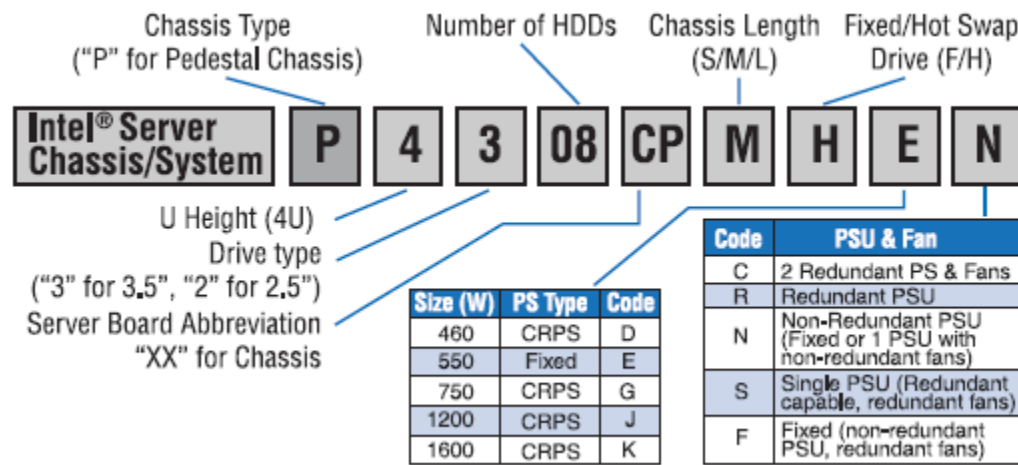 Chassis Type
("P" for Pedestal Chassis)
Number of HDDs
Chassis Length
(S/M/L)
Fixed/Hot Swap
Drive (F/H)
Intel® Server
Chassis/System
P 4 3 08 CP M H E N
U Height (4U)
Drive type
("3" for 3.5", "2" for 2.5")
Server Board Abbreviation
"XX" for Chassis
Size (W) PS Type Code
460 CRPS D
550 Fixed E
750 CRPS G
1200 CRPS J
1600 CRPS K
Code PSU & Fan
C 2 Redundant PS & Fans
R Redundant PSU
N Non-Redundant PSU
(Fixed or 1 PSU with
non-redundant fans)
S Single PSU (Redundant
capable, redundant fans)
F Fixed (non-redundant
PSU, redundant fans)